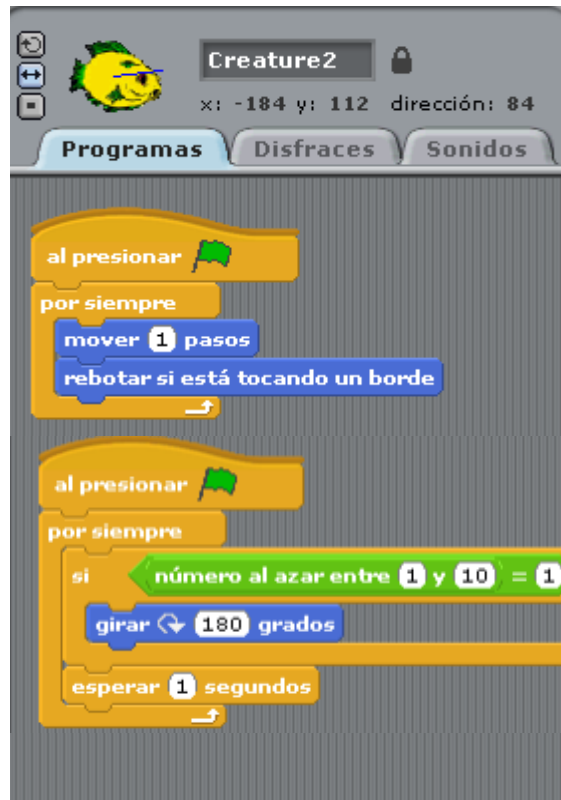 Creature2
x: -184 y: 112 dirección: 84
Programas Disfraces Sonidos
al presionar
por siempre
mover 1 pasos
rebotar si está tocando un borde
al presionar
por siempre
si número al azar entre 1 y 10 = 1
girar 180 grados
esperar 1 segundos